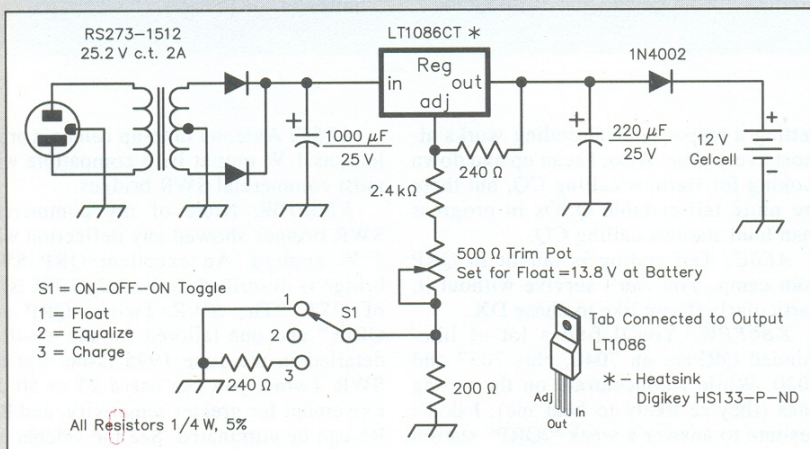 RS273-1512
25.2 V c.t. 2A
LT1086CT *
Reg
in out
adj
1N4002
+
1000 µF
25 V
240 Ω
2.4 kΩ
+
220 µF
25 V
+
12 V
Gelcell
500 Ω Trim Pot
Set for Float = 13.8 V at Battery
S1 = ON-OFF-ON Toggle
1 = Float
2 = Equalize
3 = Charge
1
2
3
S1
240 Ω
200 Ω
All Resistors 1/4 W, 5%
Tab Connected to Output
LT1086
Adj
Out
In
* Heatsink
Digikey HS133-P-ND